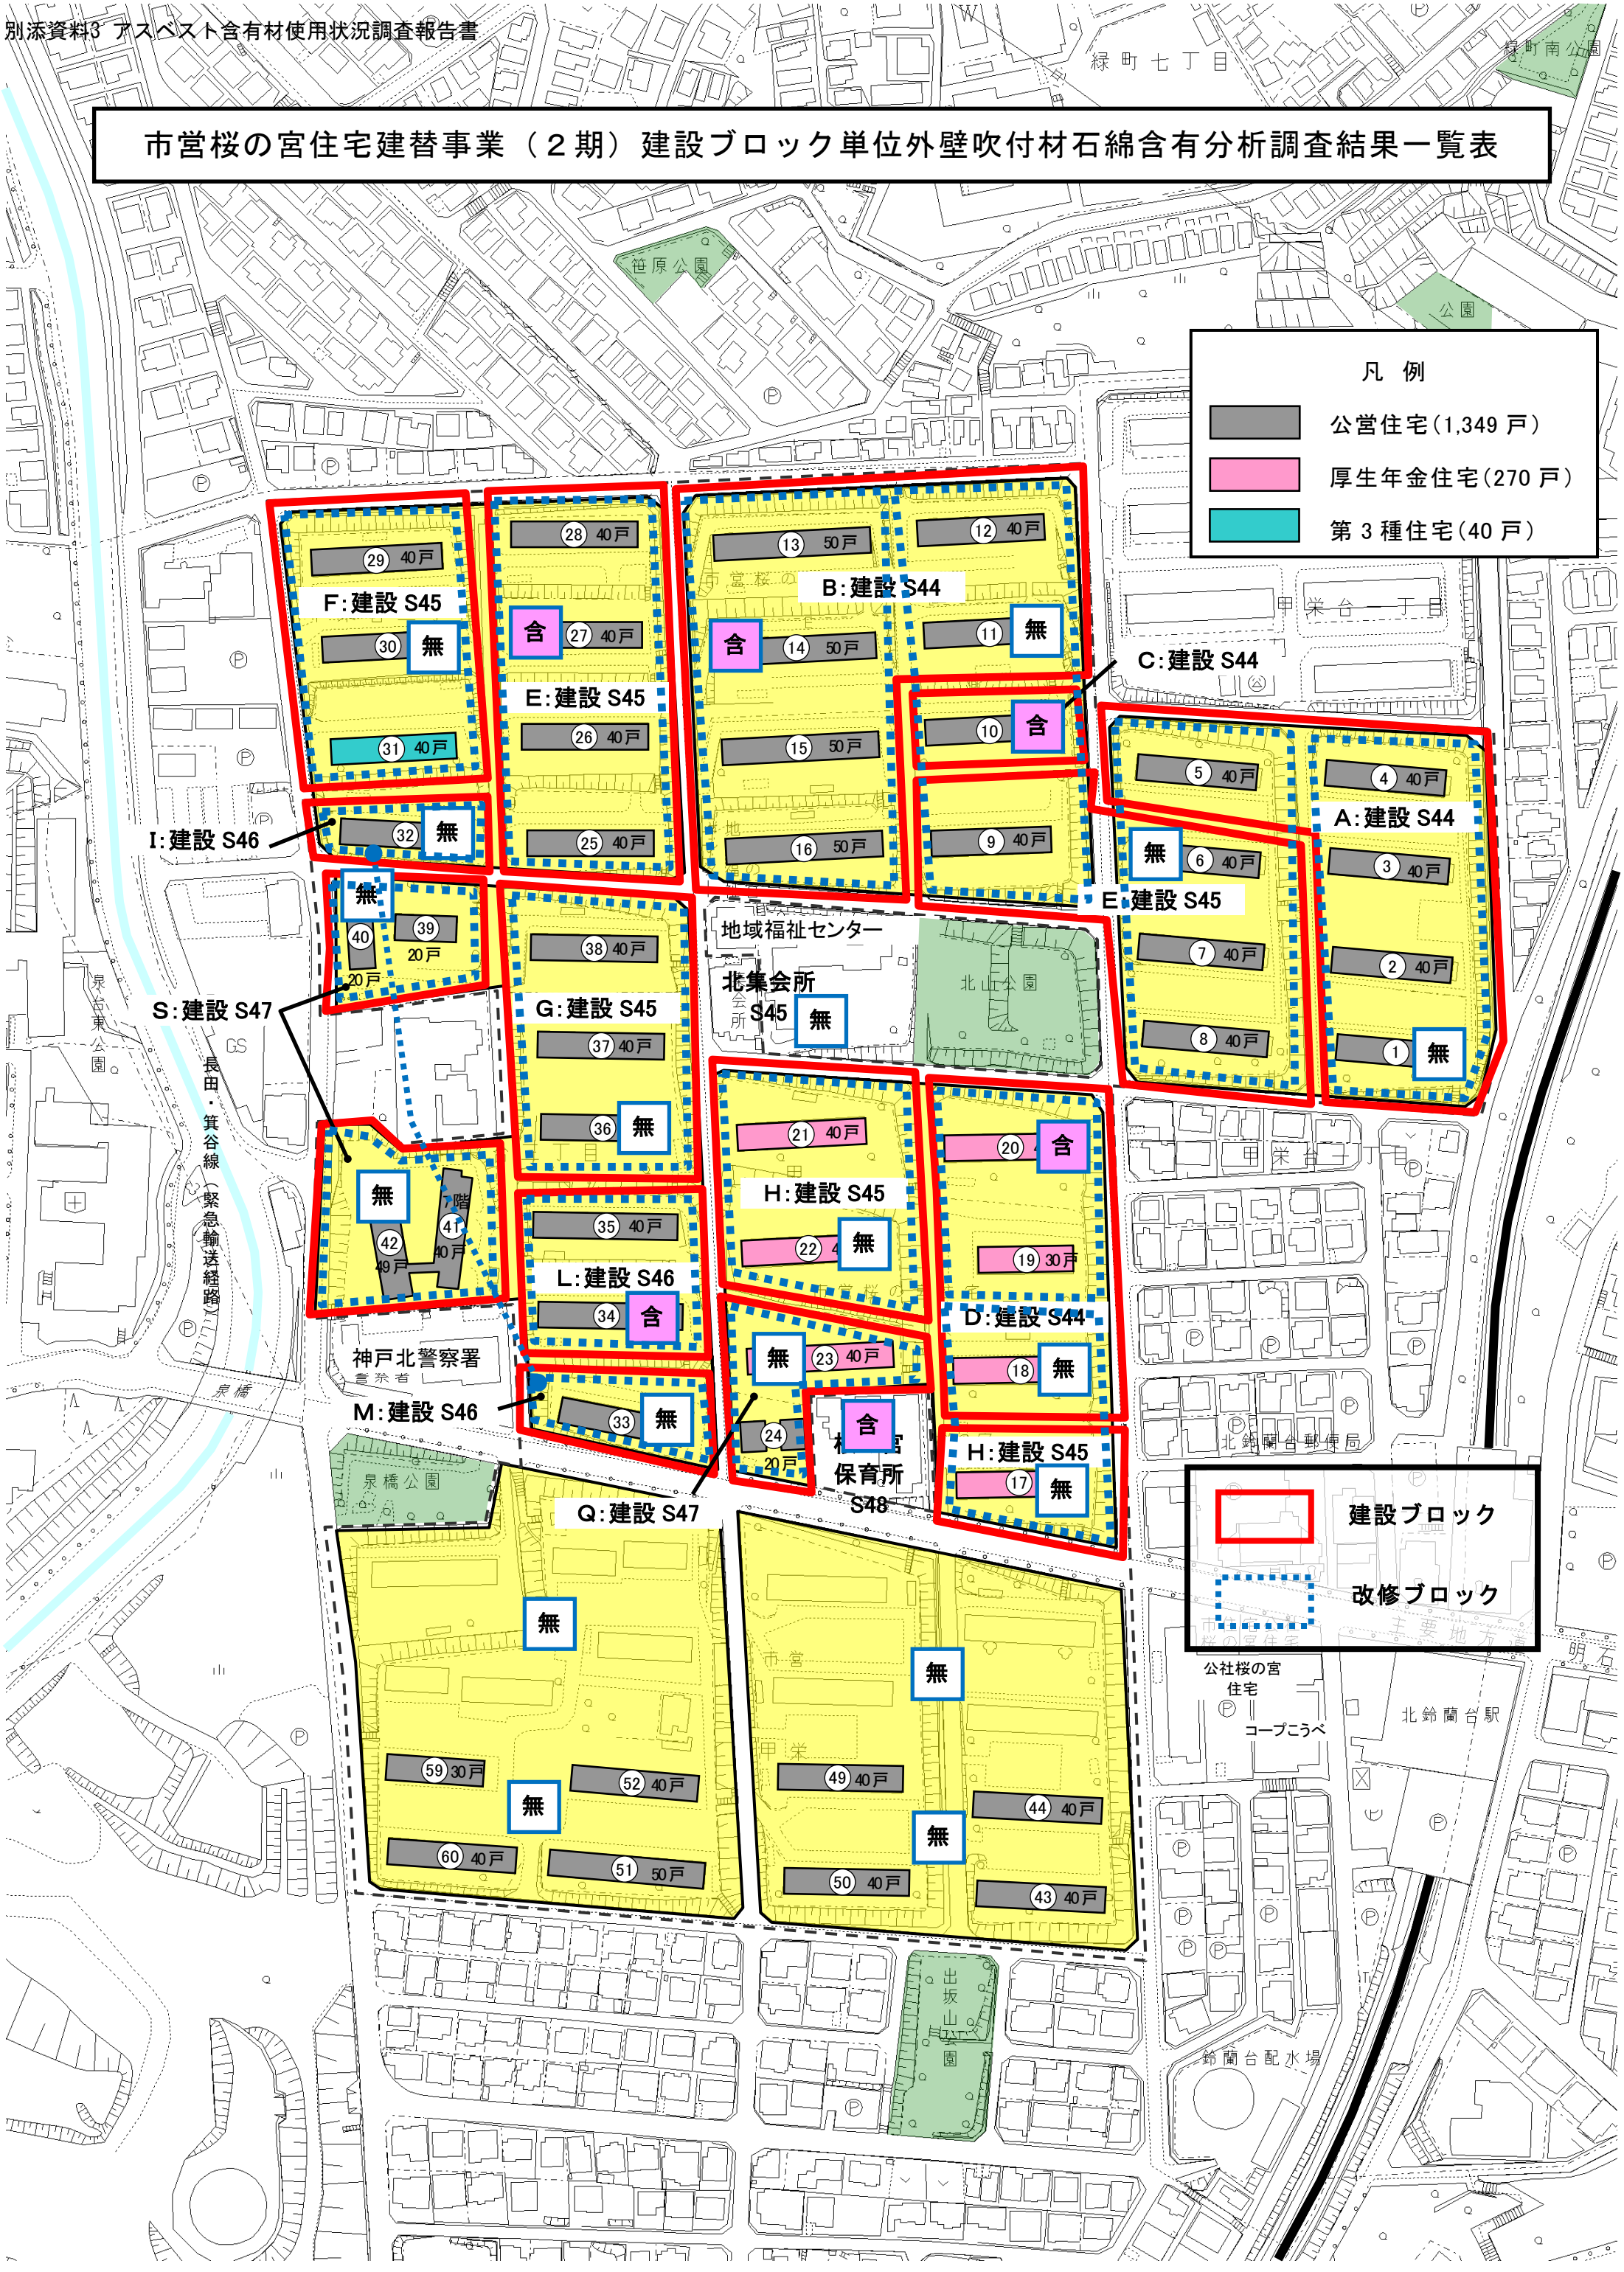 別添資料3 アスベスト含有材使用状況調査報告書
緑町七丁目
緑町南公園
市営桜の宮住宅建替事業（２期）建設ブロック単位外壁吹付材石綿含有分析調査結果一覧表
笹原公園
公園
凡 例
公営住宅(1,349 戸)
厚生年金住宅(270 戸)
第 3 種住宅(40 戸)
甲栄台一丁目
29 40戸
F:建設 S45
30
無
31 40戸
28 40戸
含
27 40戸
E:建設 S45
26 40戸
25 40戸
13 50戸
12 40戸
市営桜の
B:建設 S44
含
14 50戸
11
無
15 50戸
16 50戸
C:建設 S44
10
含
9 40戸
5 40戸
4 40戸
A:建設 S44
無
6 40戸
3 40戸
E:建設 S45
7 40戸
2 40戸
8 40戸
1
無
I:建設 S46
32
無
無
40
20戸
39
20戸
S:建設 S47
泉台東公園
GS
長田・箕谷線（緊急輸送経路）
38 40戸
G:建設 S45
37 40戸
36
無
地域福祉センター
北集会所
S45
無
北山公園
無
42
49戸
7階
41
40戸
35 40戸
L:建設 S46
34
含
21 40戸
H:建設 S45
22
無
20
含
19 30戸
D:建設 S44
18
無
神戸北警察署
泉橋
M:建設 S46
33
無
無
23 40戸
24
20戸
含
保育所
S48
H:建設 S45
17
無
Q:建設 S47
泉橋公園
北鈴蘭台郵便局
建設ブロック
改修ブロック
公社桜の宮
住宅
コープこうべ
北鈴蘭台駅
明石
無
市営
無
甲栄
59 30戸
52 40戸
無
60 40戸
51 50戸
49 40戸
44 40戸
無
50 40戸
43 40戸
出坂山公園
鈴蘭台配水場